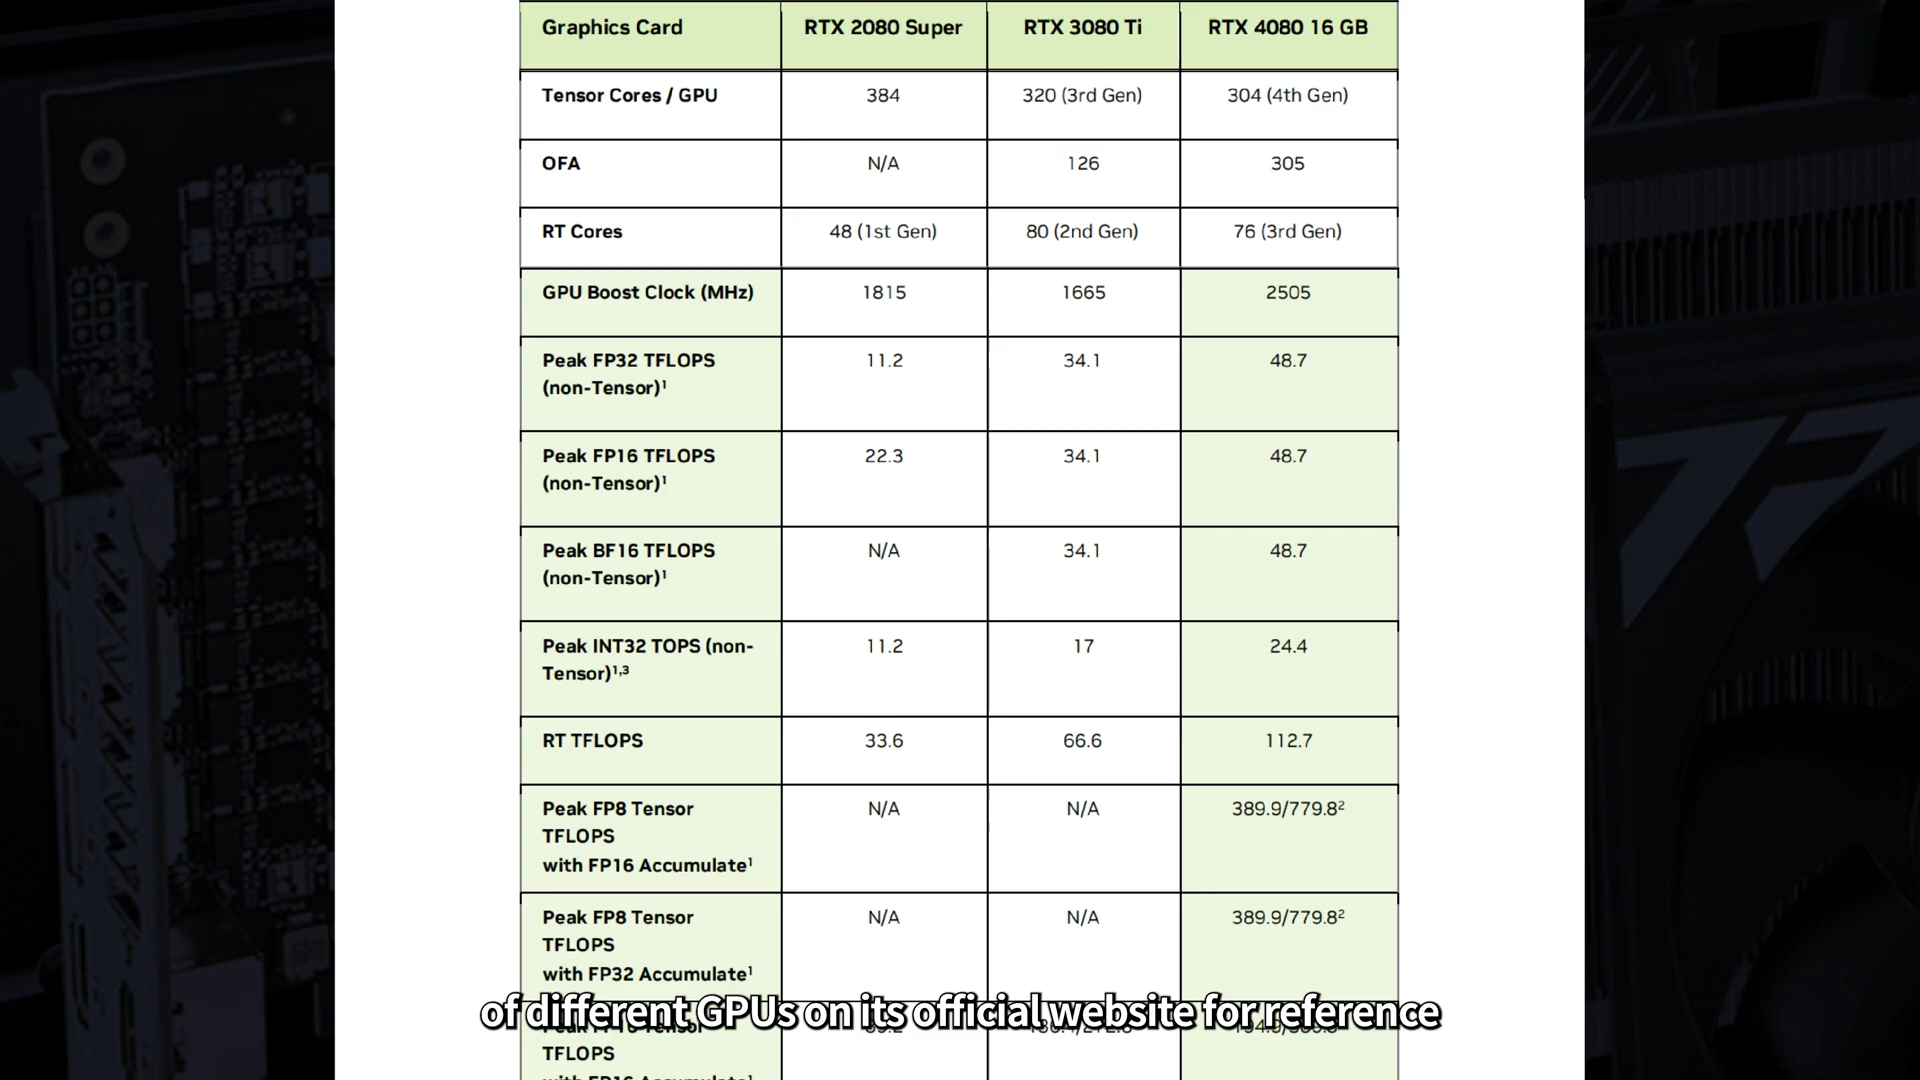 Graphics Card RTX 2080 Super RTX 3080 Ti RTX 4080 16 GB
Tensor Cores / GPU 384 320 (3rd Gen) 304 (4th Gen)
OFA N/A 126 305
RT Cores 48 (1st Gen) 80 (2nd Gen) 76 (3rd Gen)
GPU Boost Clock (MHz) 1815 1665 2505
Peak FP32 TFLOPS 11.2 34.1 48.7
(non-Tensor)¹
Peak FP16 TFLOPS 22.3 34.1 48.7
(non-Tensor)¹
Peak BF16 TFLOPS N/A 34.1 48.7
(non-Tensor)¹
Peak INT32 TOPS (non- 11.2 17 24.4
Tensor)¹,³
RT TFLOPS 33.6 66.6 112.7
Peak FP8 Tensor N/A N/A 389.9/779.8²
TFLOPS
with FP16 Accumulate¹
Peak FP8 Tensor N/A N/A 389.9/779.8²
TFLOPS
with FP32 Accumulate¹
of different GPUs on its official website for reference
TFLOPS